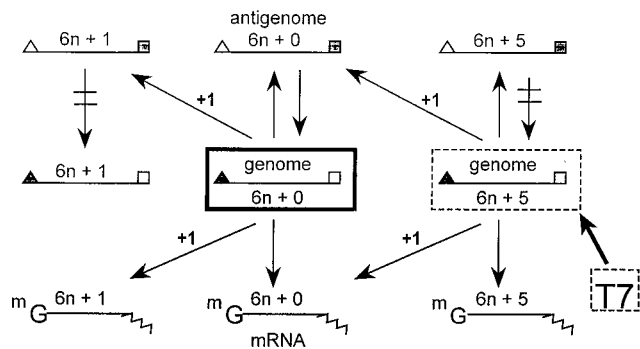 antigenome
6n + 1
6n + 0
6n + 5
+1
+1
genome
genome
6n + 1
6n + 0
6n + 5
+1
+1
T7
mG
6n + 1
mG
6n + 0
mG
6n + 5
mRNA